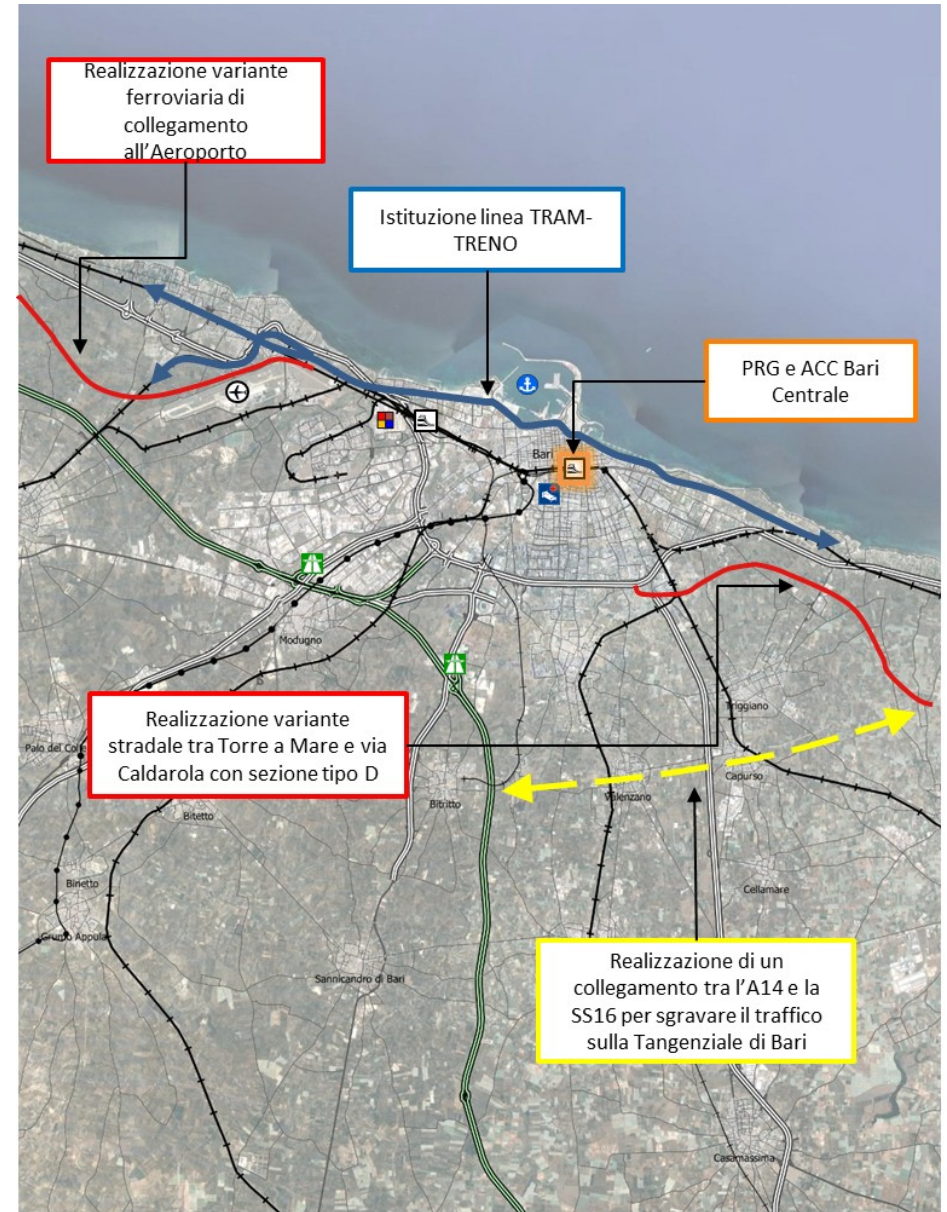 Realizzazione variante
ferroviaria di
collegamento
all’Aeroporto
Istituzione linea TRAM-
TRENO
PRG e ACC Bari
Centrale
Bari
Modugno
Realizzazione variante
stradale tra Torre a Mare e via
Caldarola con sezione tipo D
Triggiano
Palo del Colle
Capurso
Valenzano
Bitritto
Bitetto
Binetto
Cellamare
Grumo Appula
Sannicandro di Bari
Realizzazione di un
collegamento tra l’A14 e la
SS16 per sgravare il traffico
sulla Tangenziale di Bari
Casamassima